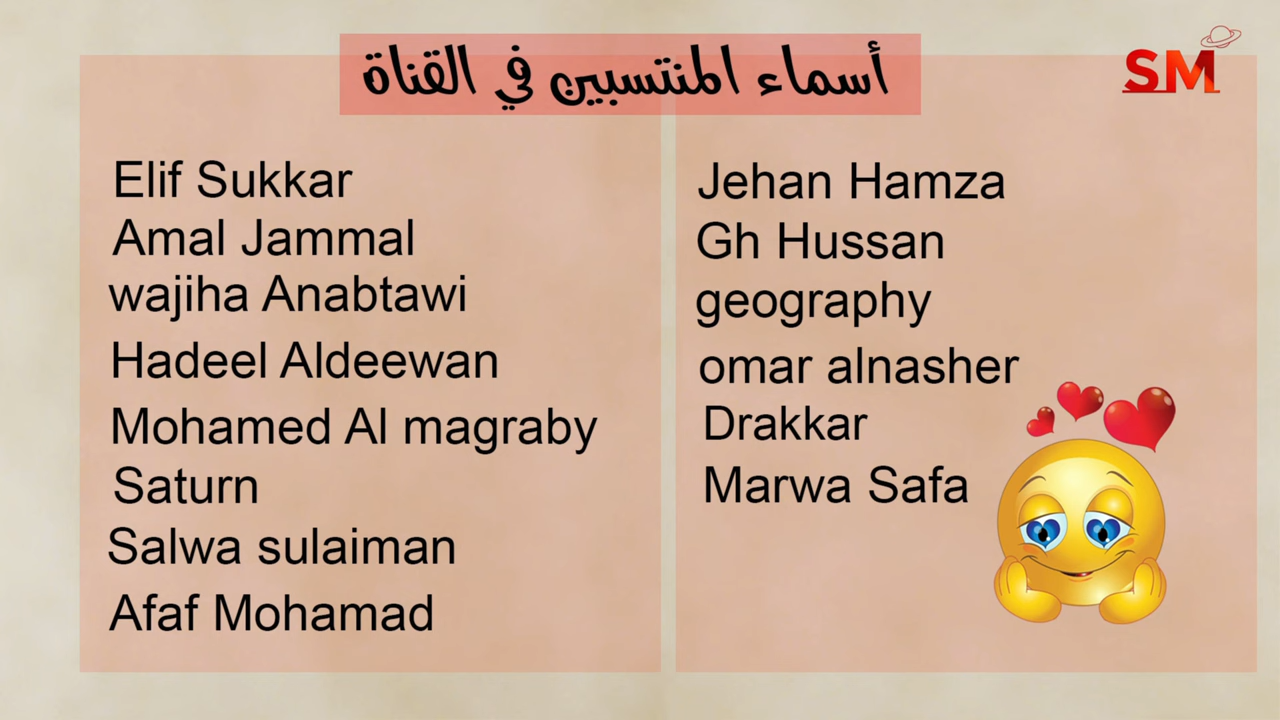 أسماء المنتسبين في القناة
SM
Elif Sukkar
Amal Jammal
wajiha Anabtawi
Hadeel Aldeewan
Mohamed Al magraby
Saturn
Salwa sulaiman
Afaf Mohamad
Jehan Hamza
Gh Hussan
geography
omar alnasher
Drakkar
Marwa Safa